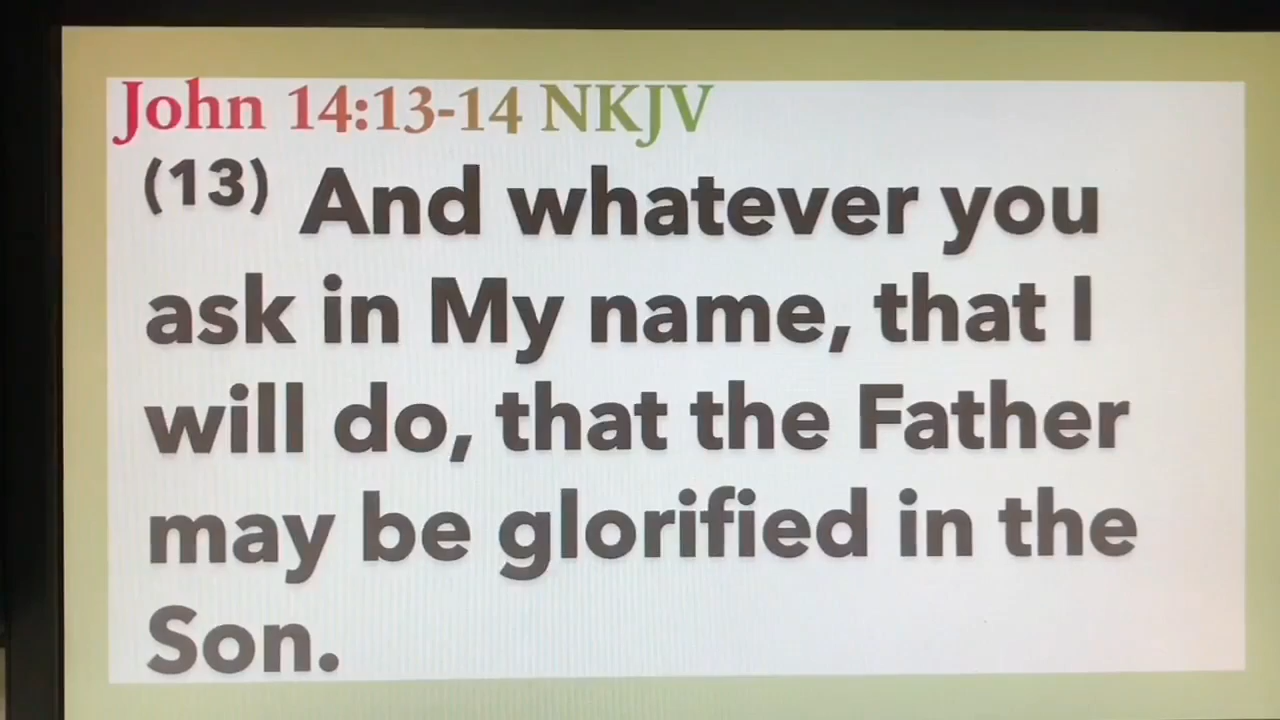 John 14:13-14 NKJV
(13) And whatever you
ask in My name, that I
will do, that the Father
may be glorified in the
Son.